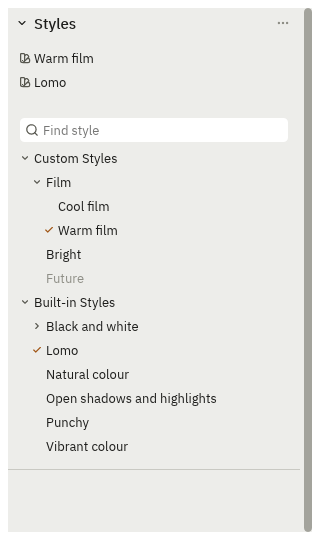 Styles
Warm film
Lomo
Find style
Custom Styles
Film
Cool film
Warm film
Bright
Future
Built-in Styles
Black and white
Lomo
Natural colour
Open shadows and highlights
Punchy
Vibrant colour